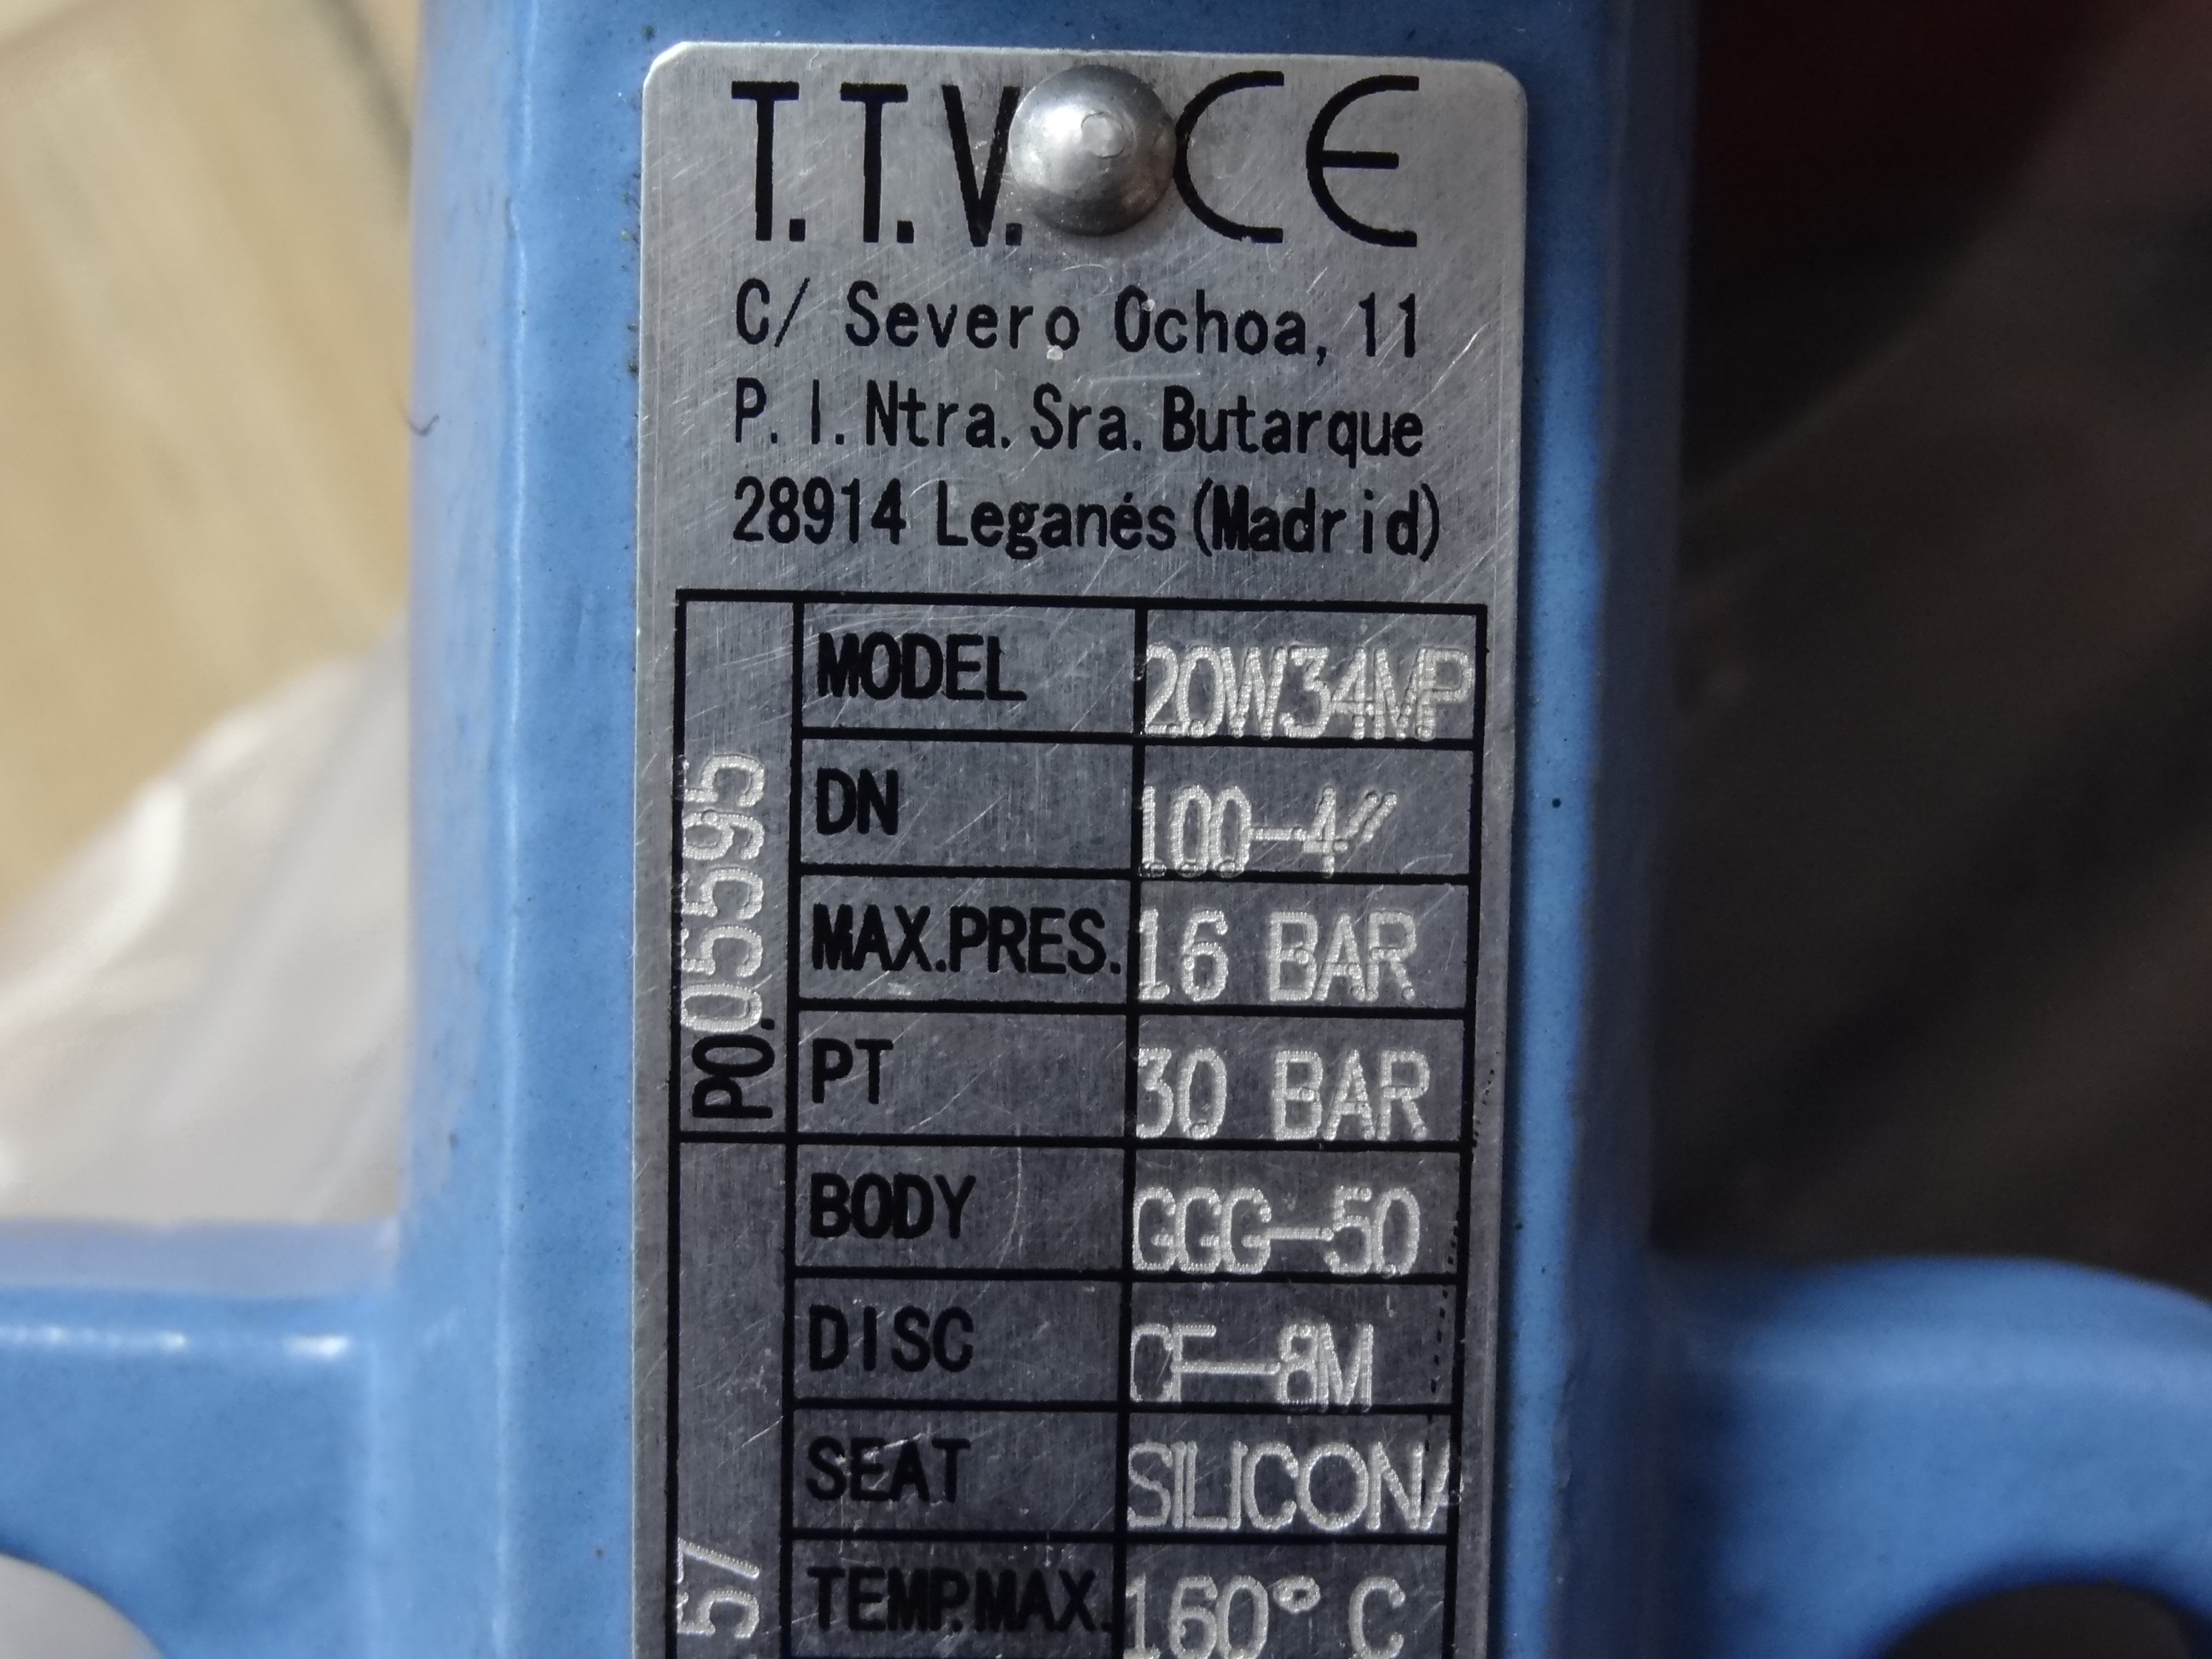 T.T.V. CE
C/ Severo Ochoa, 11
P.I.Ntra.Sra.Butarque
28914 Leganés(Madrid)
MODEL 20W34MP
DN 100-4"
MAX.PRES. 16 BAR
PT 30 BAR
BODY GGG-50
DISC CF-8M
SEAT SILICONA
TEMP.MAX. 160° C
PO.05595
57